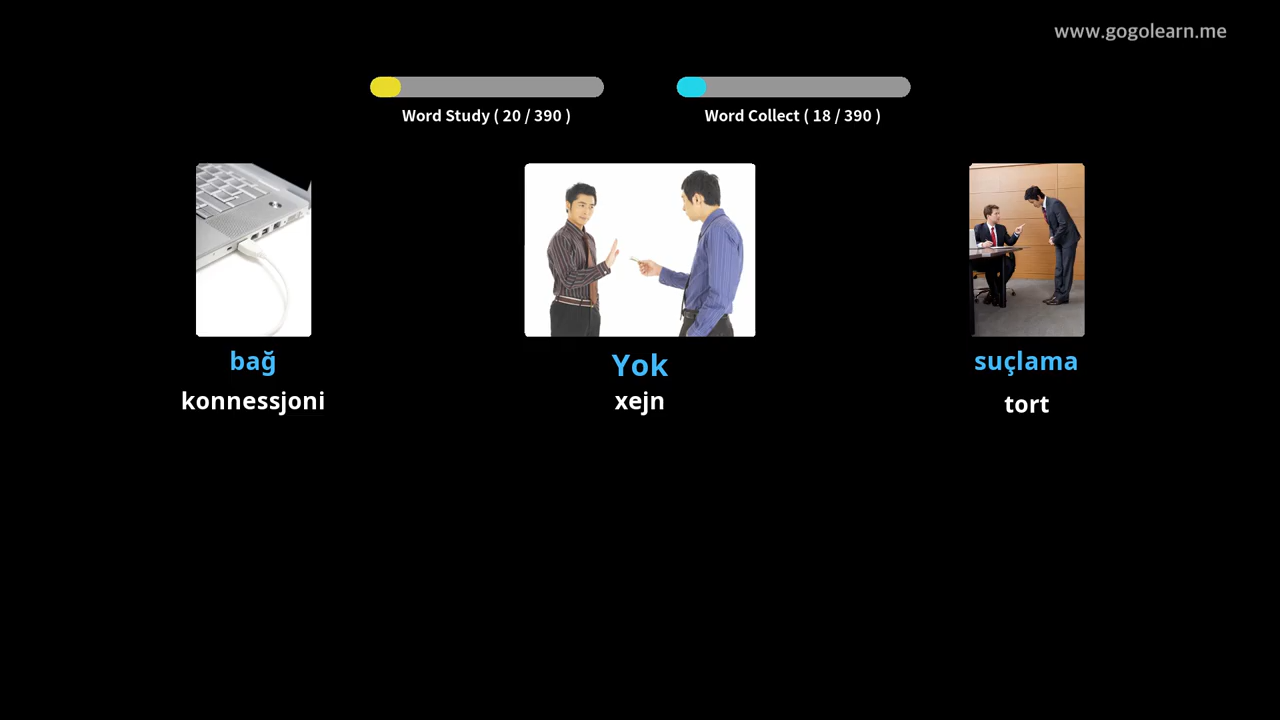 www.gogolearn.me
Word Study ( 20 / 390 )
Word Collect ( 18 / 390 )
bağ
konnessjoni
Yok
xejn
suçlama
tort